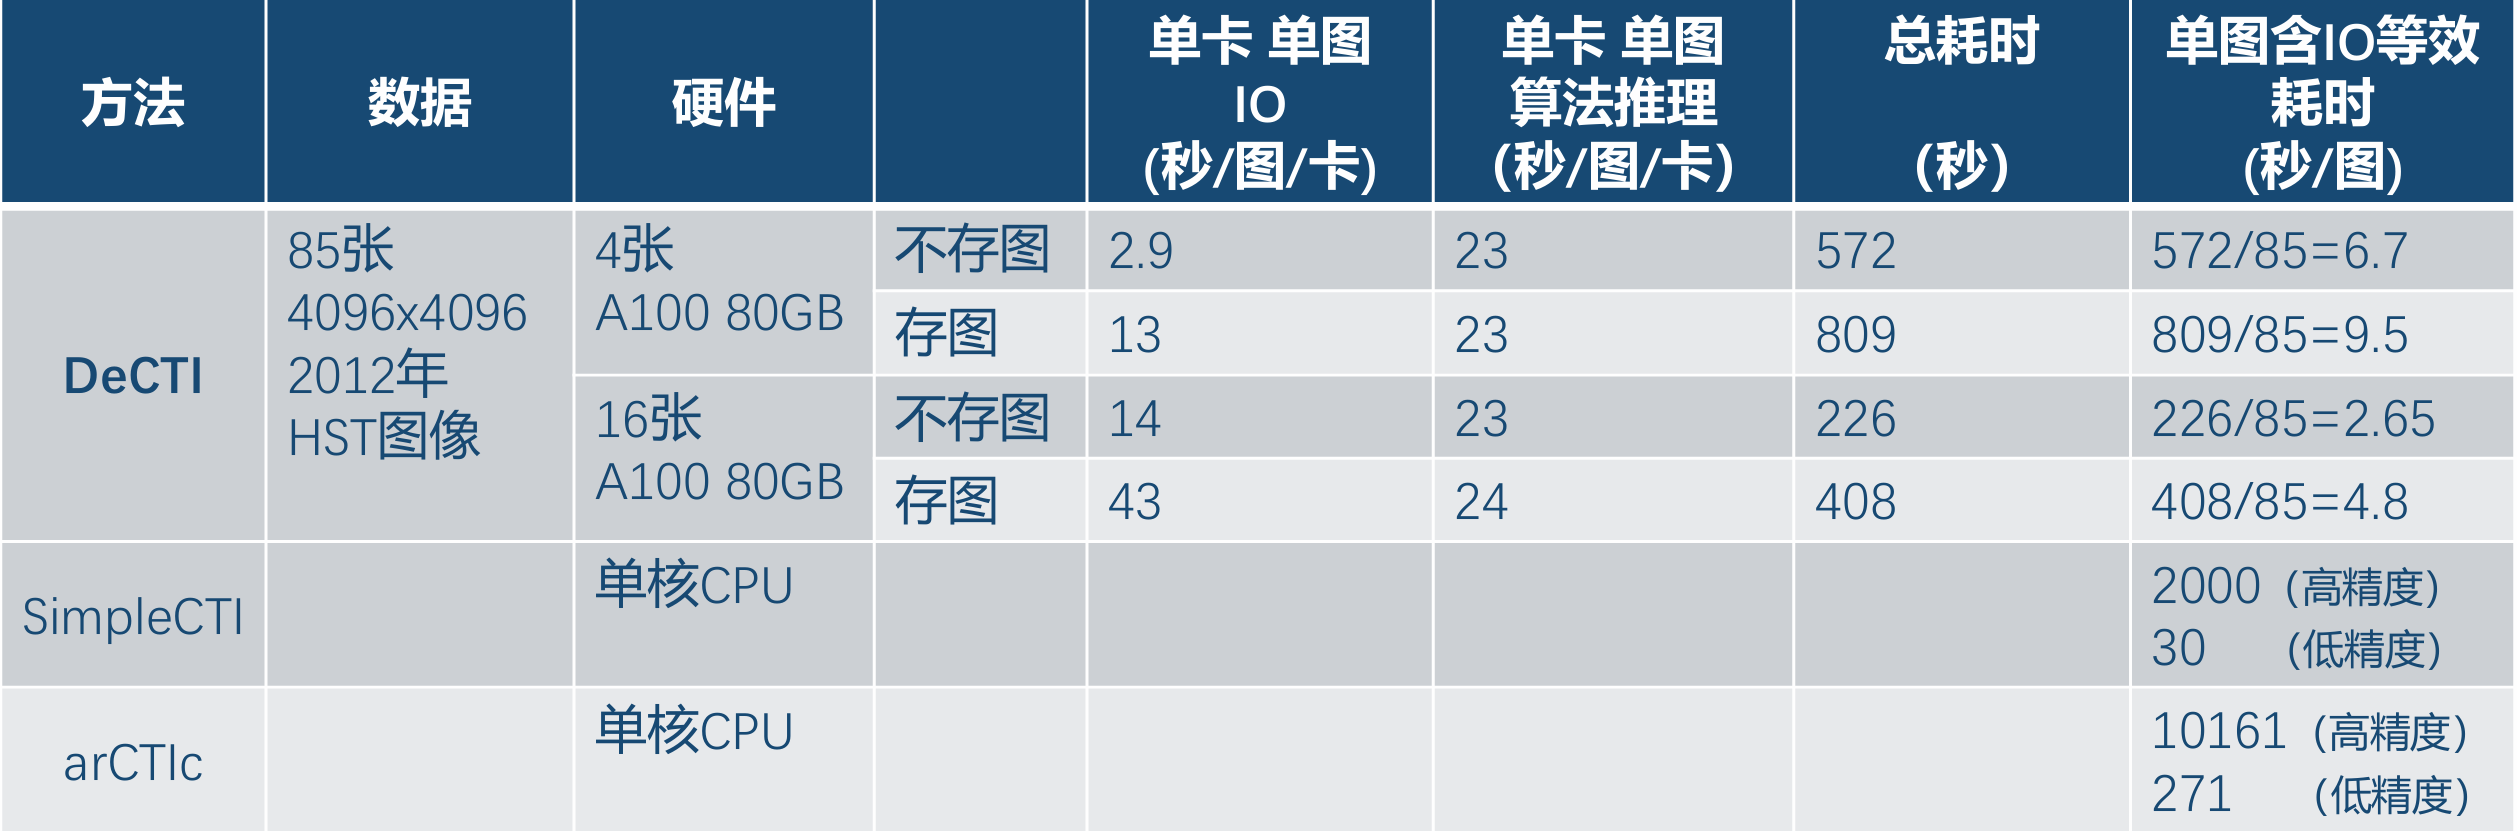 方法
数据
硬件
单卡 单图
IO
(秒/图/卡)
单卡 单图
算法推理
(秒/图/卡)
总耗时
(秒)
单图含IO等效
耗时
(秒/图)
DeCTI
85张
4096x4096
2012年
HST图像
4张
A100 80GB
不存图
2.9
23
572
572/85=6.7
存图
13
23
809
809/85=9.5
16张
A100 80GB
不存图
14
23
226
226/85=2.65
存图
43
24
408
408/85=4.8
SimpleCTI
单核CPU
2000 (高精度)
30 (低精度)
arCTIc
单核CPU
10161 (高精度)
271 (低精度)